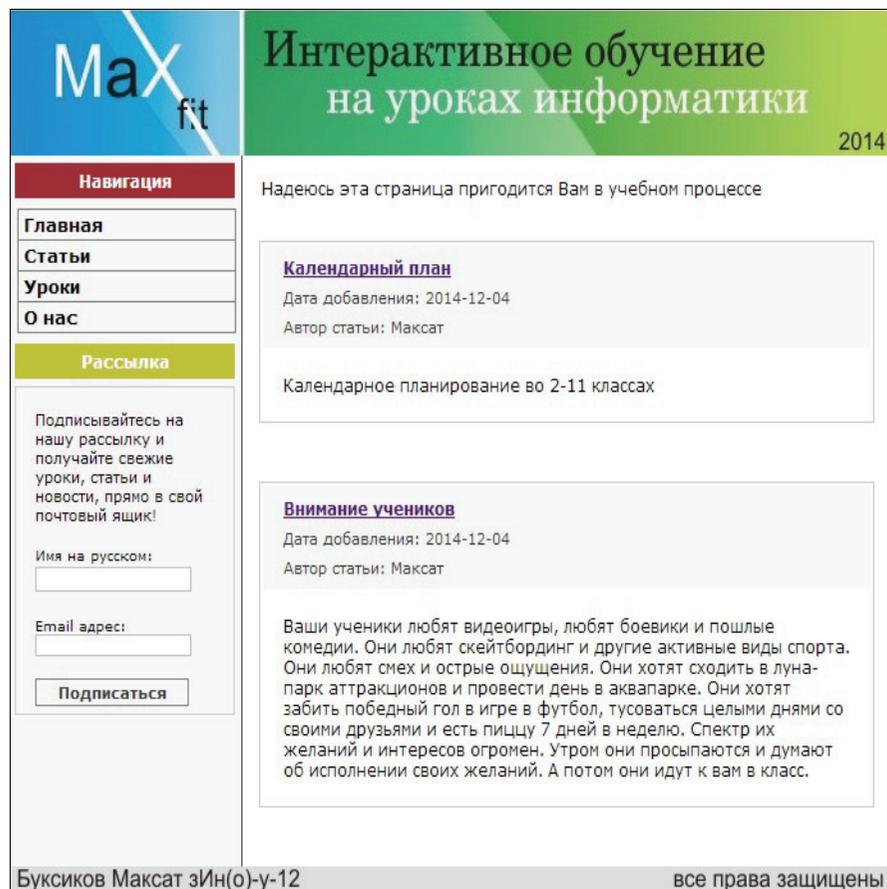 MaX
fit
Интерактивное обучение
на уроках информатики
2014
Навигация
Главная
Статьи
Уроки
О нас
Рассылка
Подписывайтесь на
нашу рассылку и
получайте свежие
уроки, статьи и
новости, прямо в свой
почтовый ящик!
Имя на русском:
Email адрес:
Подписаться
Надеюсь эта страница пригодится Вам в учебном процессе
Календарный план
Дата добавления: 2014-12-04
Автор статьи: Максат
Календарное планирование во 2-11 классах
Внимание учеников
Дата добавления: 2014-12-04
Автор статьи: Максат
Ваши ученики любят видеоигры, любят боевики и пошлые
комедии. Они любят скейтбординг и другие активные виды спорта.
Они любят смех и острые ощущения. Они хотят сходить в луна-
парк аттракционов и провести день в аквапарке. Они хотят
забить победный гол в игре в футбол, тусоваться целыми днями со
своими друзьями и есть пиццу 7 дней в неделю. Спектр их
желаний и интересов огромен. Утром они просыпаются и думают
об исполнении своих желаний. А потом они идут к вам в класс.
Буксиков Максат зИн(о)-у-12
все права защищены